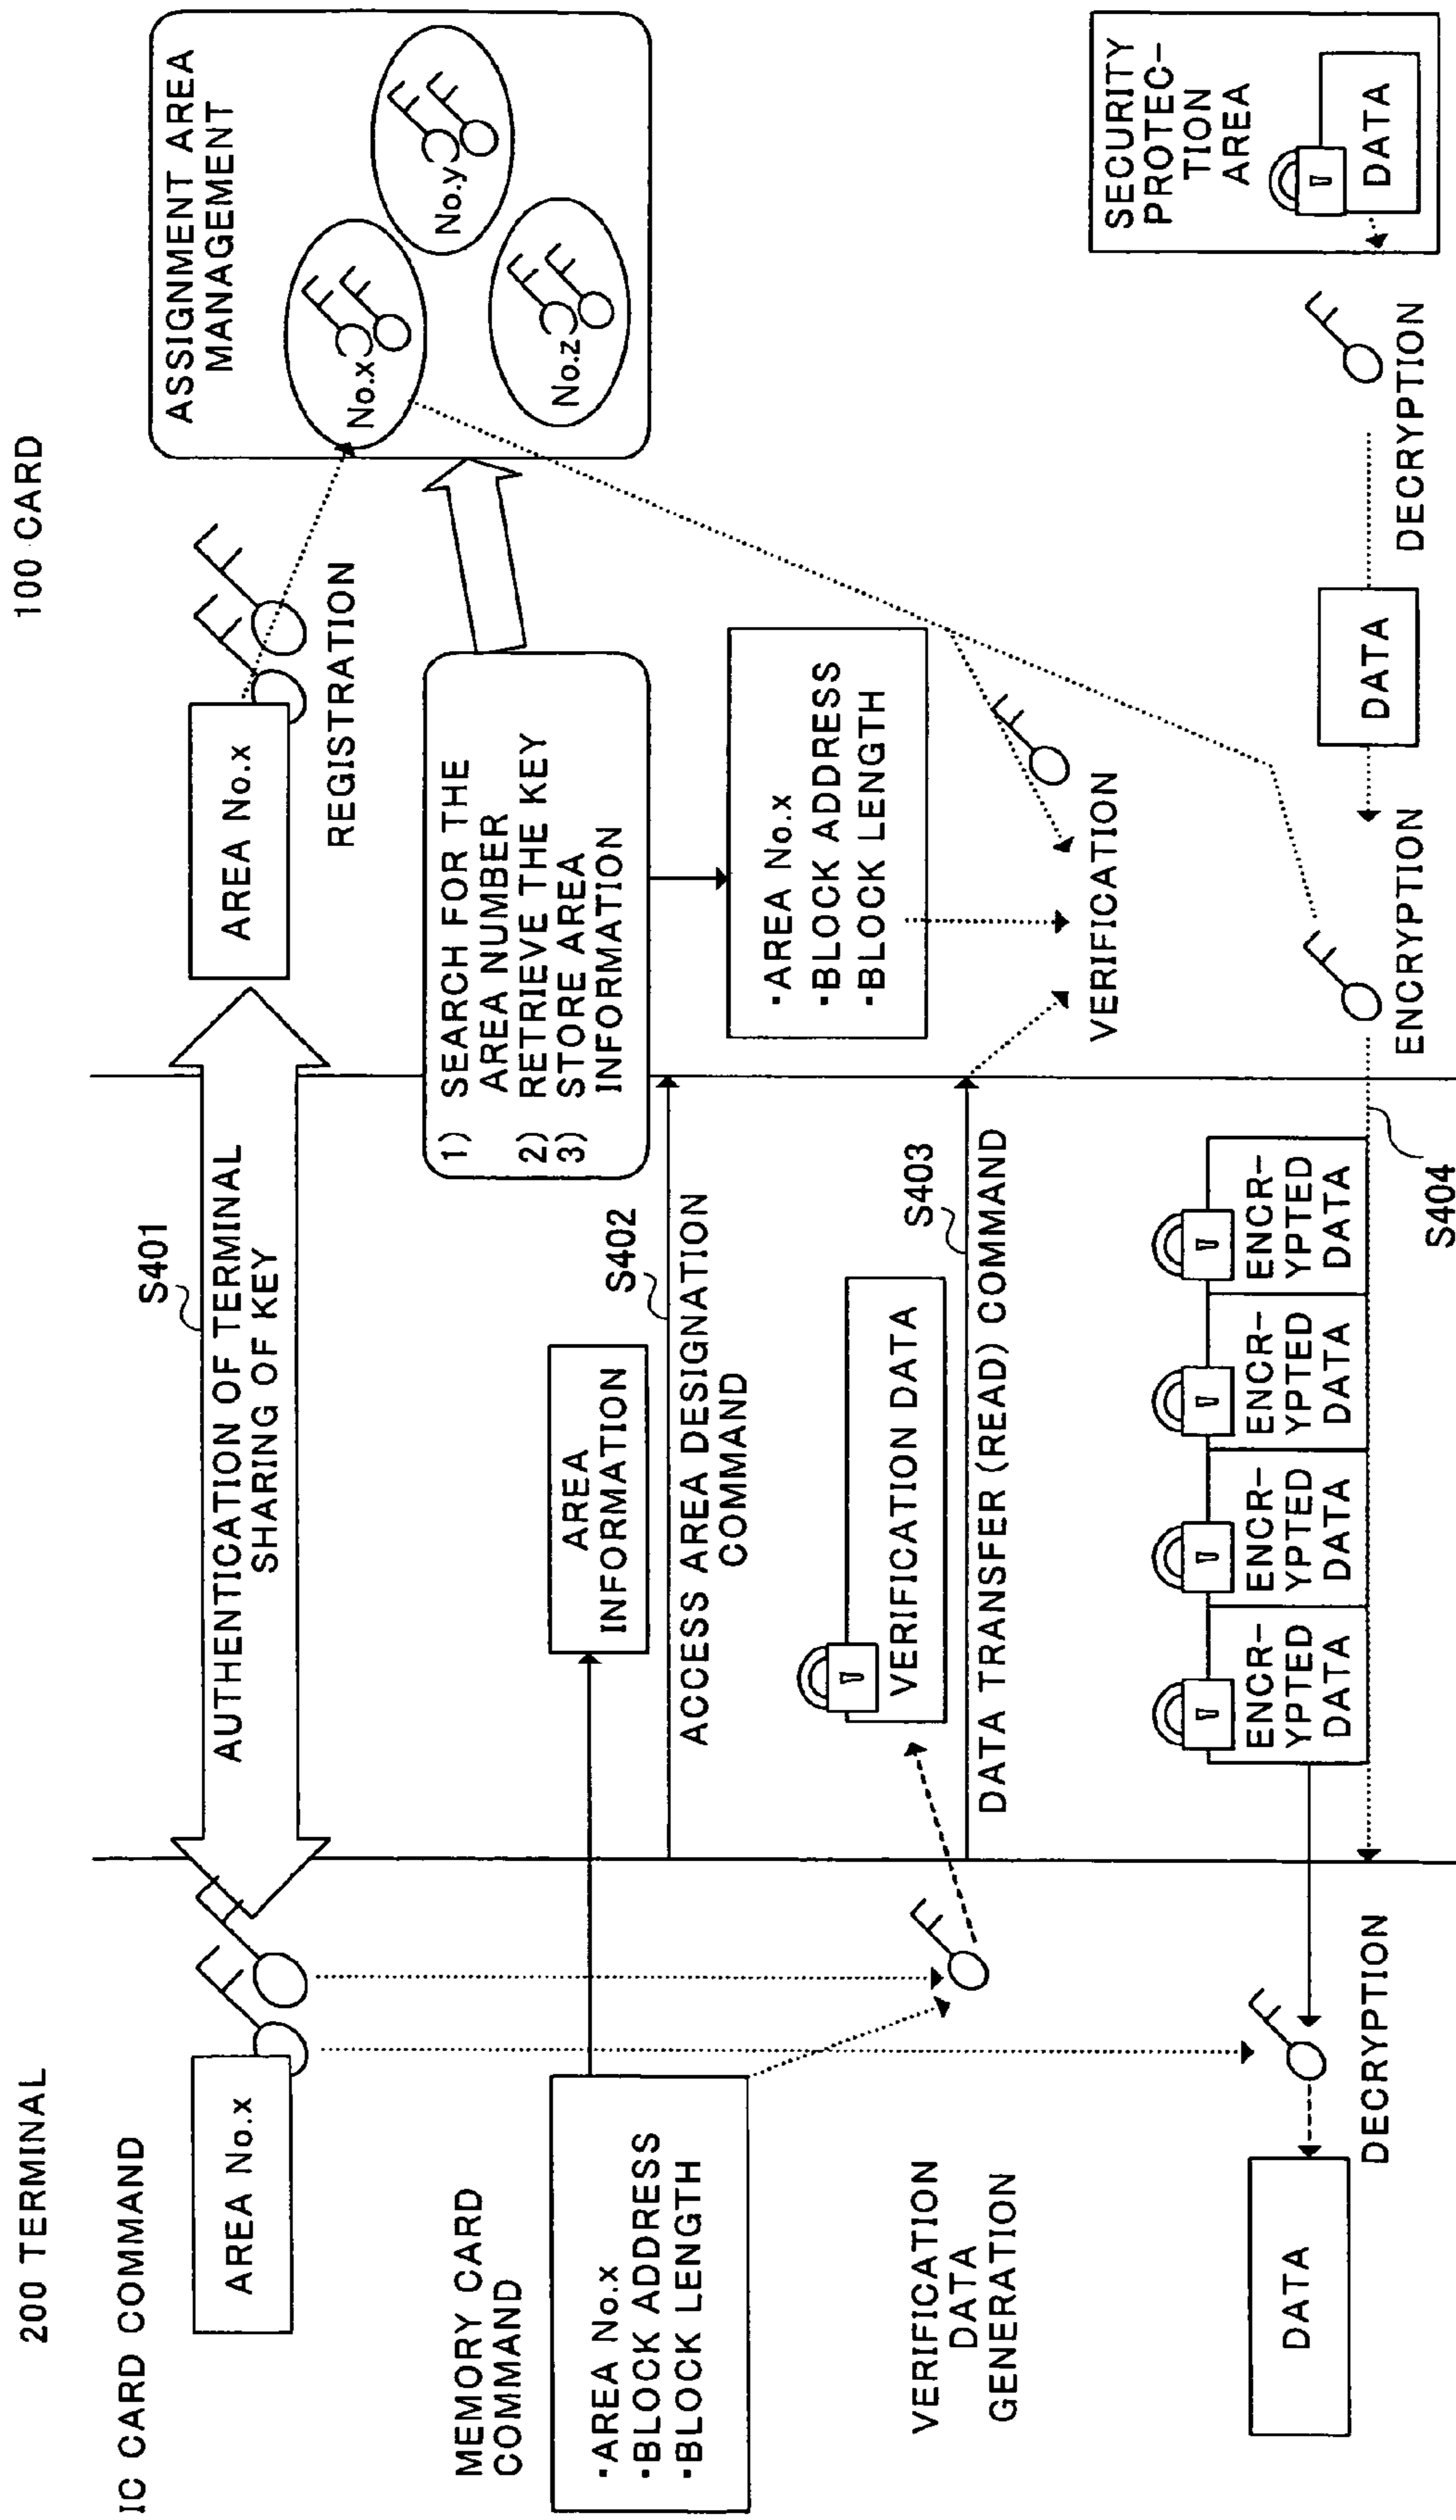 200 TERMINAL
100 CARD
IC CARD COMMAND
AREA No.x
S401
AUTHENTICATION OF TERMINAL
SHARING OF KEY
AREA No.x
REGISTRATION
ASSIGNMENT AREA
MANAGEMENT
No.x
No.y
No.z
MEMORY CARD
COMMAND
·AREA No.x
·BLOCK ADDRESS
·BLOCK LENGTH
AREA
INFORMATION
S402
ACCESS AREA DESIGNATION
COMMAND
1) SEARCH FOR THE
AREA NUMBER
2) RETRIEVE THE KEY
3) STORE AREA
INFORMATION
·AREA No.x
·BLOCK ADDRESS
·BLOCK LENGTH
VERIFICATION
DATA
GENERATION
VERIFICATION DATA
S403
DATA TRANSFER (READ) COMMAND
VERIFICATION
SECURITY
PROTEC-
TION
AREA
DATA
DATA
DECRYPTION
ENCR-
YPTED
DATA
ENCR-
YPTED
DATA
ENCR-
YPTED
DATA
ENCR-
YPTED
DATA
S404
ENCRYPTION
DATA
DECRYPTION